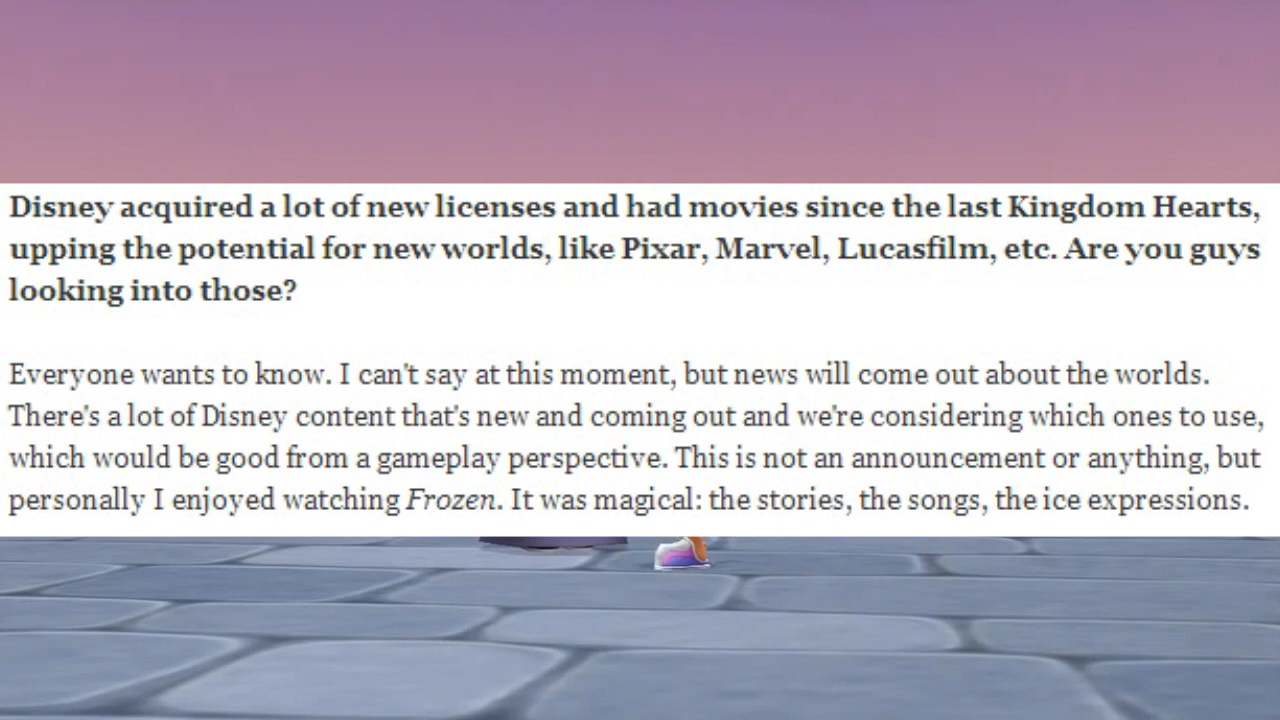 Disney acquired a lot of new licenses and had movies since the last Kingdom Hearts,
upping the potential for new worlds, like Pixar, Marvel, Lucasfilm, etc. Are you guys
looking into those?
Everyone wants to know. I can't say at this moment, but news will come out about the worlds.
There's a lot of Disney content that's new and coming out and we're considering which ones to use,
which would be good from a gameplay perspective. This is not an announcement or anything, but
personally I enjoyed watching Frozen. It was magical: the stories, the songs, the ice expressions.